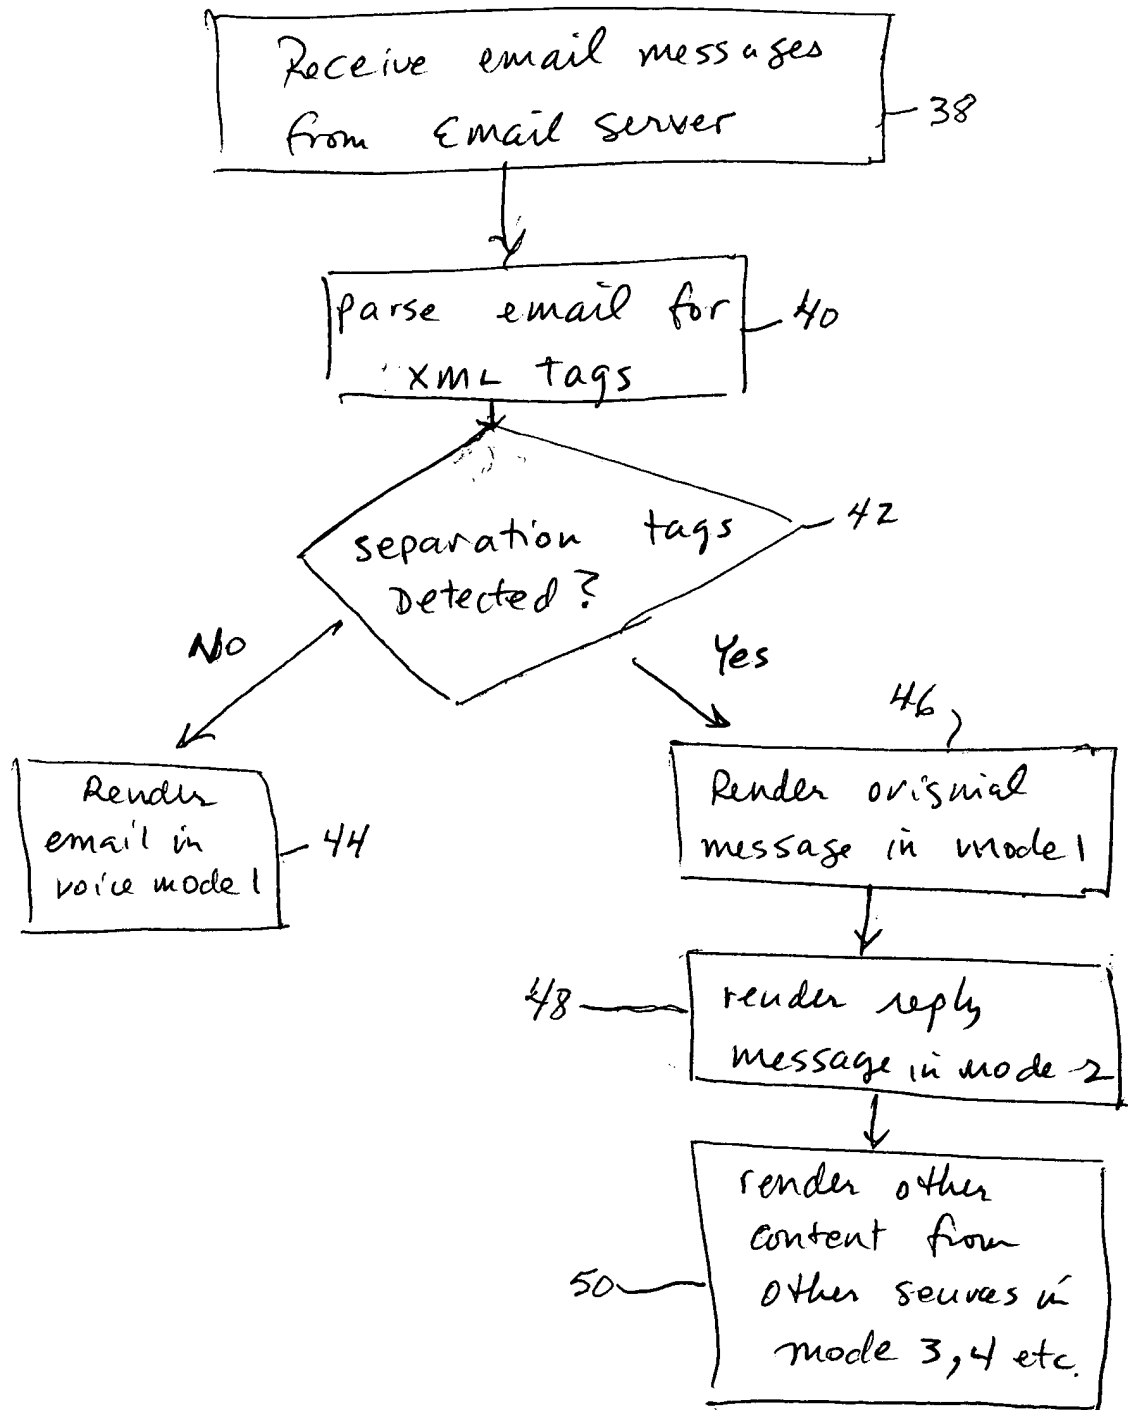 Receive email messages
from Email server
38
Parse email for
XML tags
40
separation tags
Detected?
42
No
Yes
Render
email in
voice mode 1
44
46
Render orignial
message in mode 1
48
render reply
message in mode 2
50
render other
content from
other sources in
mode 3, 4 etc.